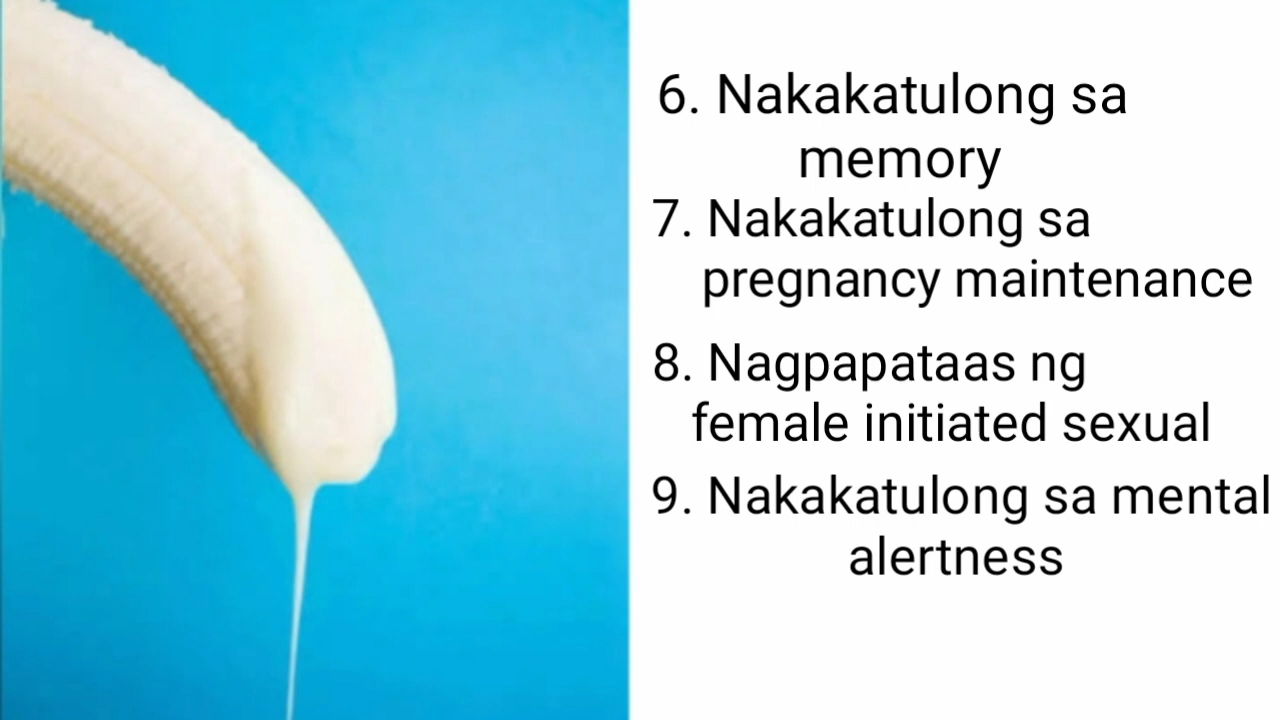 6. Nakakatulong sa
memory
7. Nakakatulong sa
pregnancy maintenance
8. Nagpapataas ng
female initiated sexual
9. Nakakatulong sa mental
alertness